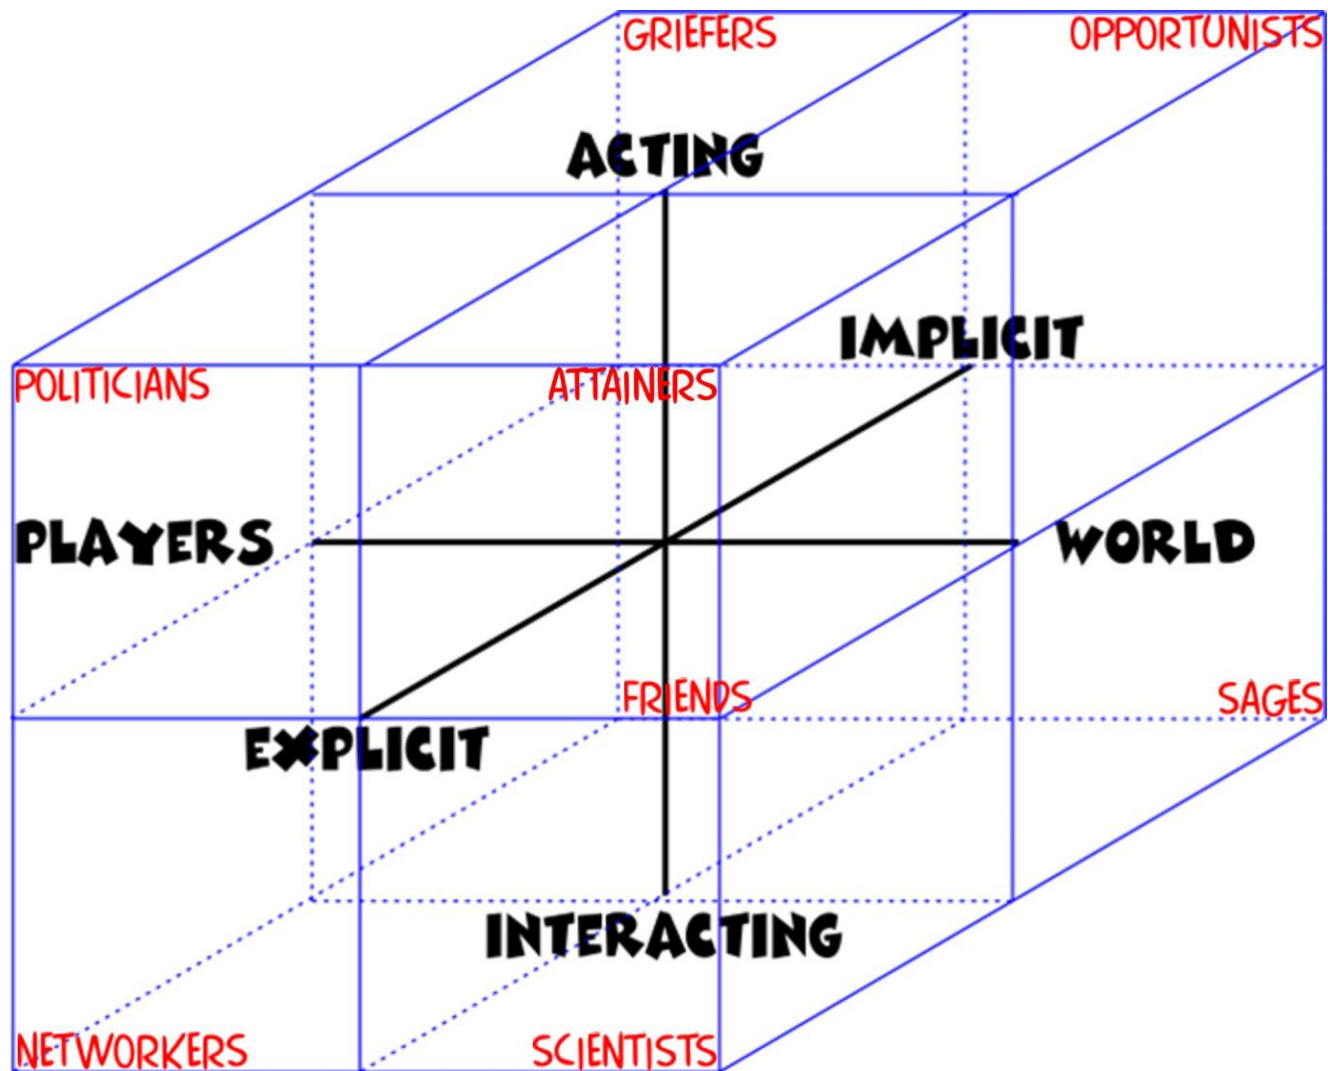 GRIEFERS
OPPORTUNISTS
ACTING
IMPLICIT
POLITICIANS
ATTAINERS
PLAYERS
WORLD
FRIENDS
SAGES
EXPLICIT
INTERACTING
NETWORKERS
SCIENTISTS